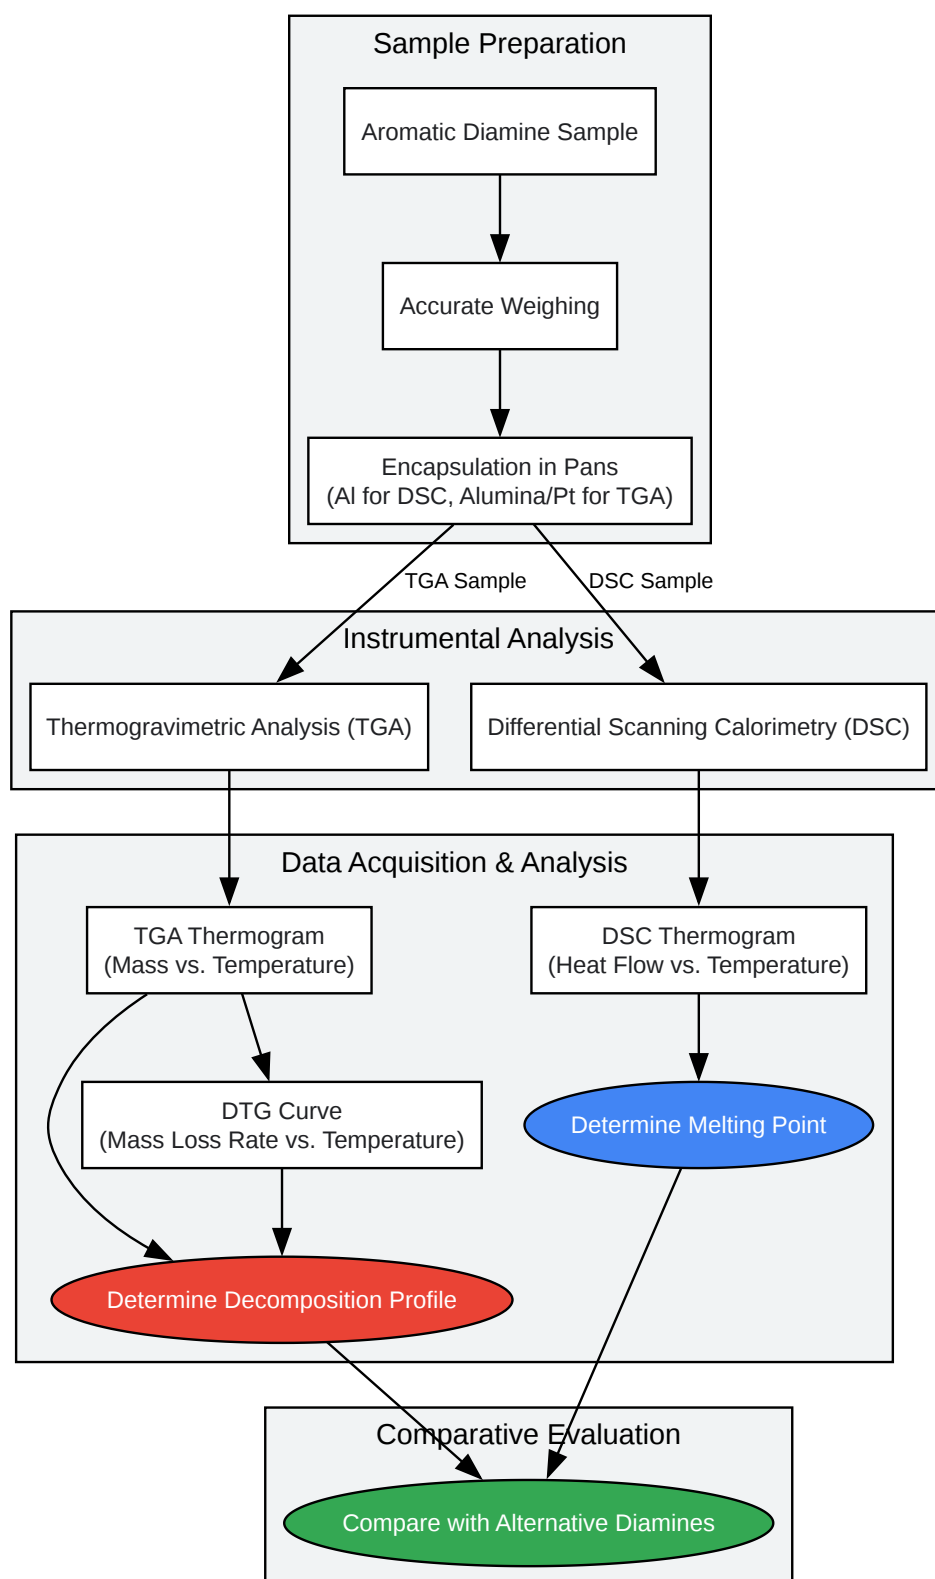 Sample Preparation
Aromatic Diamine Sample
Accurate Weighing
Encapsulation in Pans
(Al for DSC, Alumina/Pt for TGA)
TGA Sample
DSC Sample
Instrumental Analysis
Thermogravimetric Analysis (TGA)
Differential Scanning Calorimetry (DSC)
Data Acquisition & Analysis
TGA Thermogram
(Mass vs. Temperature)
DSC Thermogram
(Heat Flow vs. Temperature)
DTG Curve
(Mass Loss Rate vs. Temperature)
Determine Melting Point
Determine Decomposition Profile
Comparative Evaluation
Compare with Alternative Diamines